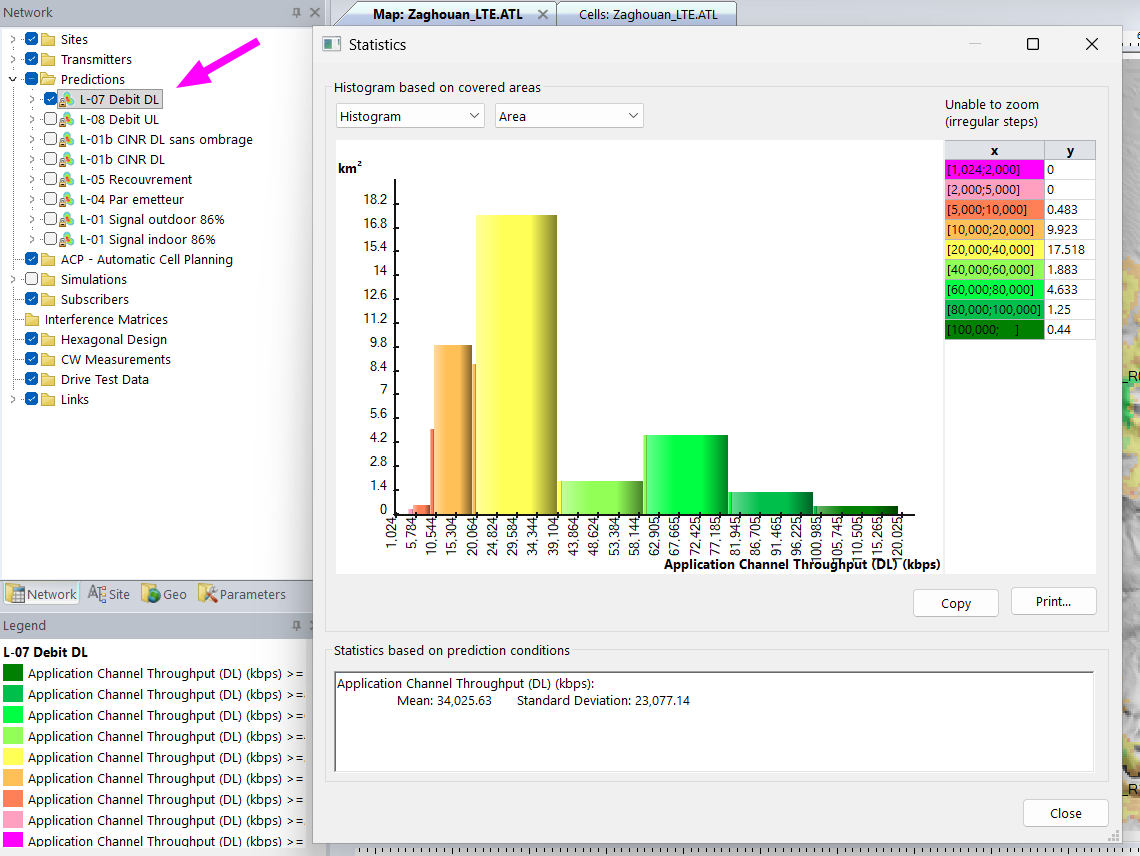 Network
Sites
Transmitters
Predictions
L-07 Debit DL
L-08 Debit UL
L-01b CINR DL sans ombrage
L-01b CINR DL
L-05 Recouvrement
L-04 Par emetteur
L-01 Signal outdoor 86%
L-01 Signal indoor 86%
ACP - Automatic Cell Planning
Simulations
Subscribers
Interference Matrices
Hexagonal Design
CW Measurements
Drive Test Data
Links
Network Site Geo Parameters
Legend
L-07 Debit DL
Application Channel Throughput (DL) (kbps) >=
Application Channel Throughput (DL) (kbps) >=
Application Channel Throughput (DL) (kbps) >=
Application Channel Throughput (DL) (kbps) >=
Application Channel Throughput (DL) (kbps) >=
Application Channel Throughput (DL) (kbps) >=
Application Channel Throughput (DL) (kbps) >=
Application Channel Throughput (DL) (kbps) >=
Application Channel Throughput (DL) (kbps) >=
Map: Zaghouan_LTE.ATL Cells: Zaghouan_LTE.ATL
Statistics
Histogram based on covered areas
Histogram Area
Unable to zoom
(irregular steps)
km²
18.2
16.8
15.4
14
12.6
11.2
9.8
8.4
7
5.6
4.2
2.8
1.4
0
1,024 5,784 10,544 15,304 20,064 24,824 29,584 34,344 39,104 43,864 48,624 53,384 58,144 62,905 67,665 72,425 77,185 81,945 86,705 91,465 96,225 100,985 105,745 110,505 115,265 120,025
Application Channel Throughput (DL) (kbps)
x y
[1,024;2,000] 0
[2,000;5,000] 0
[5,000;10,000] 0.483
[10,000;20,000] 9.923
[20,000;40,000] 17.518
[40,000;60,000] 1.883
[60,000;80,000] 4.633
[80,000;100,000] 1.25
[100,000; ] 0.44
Copy Print...
Statistics based on prediction conditions
Application Channel Throughput (DL) (kbps):
Mean: 34,025.63 Standard Deviation: 23,077.14
Close